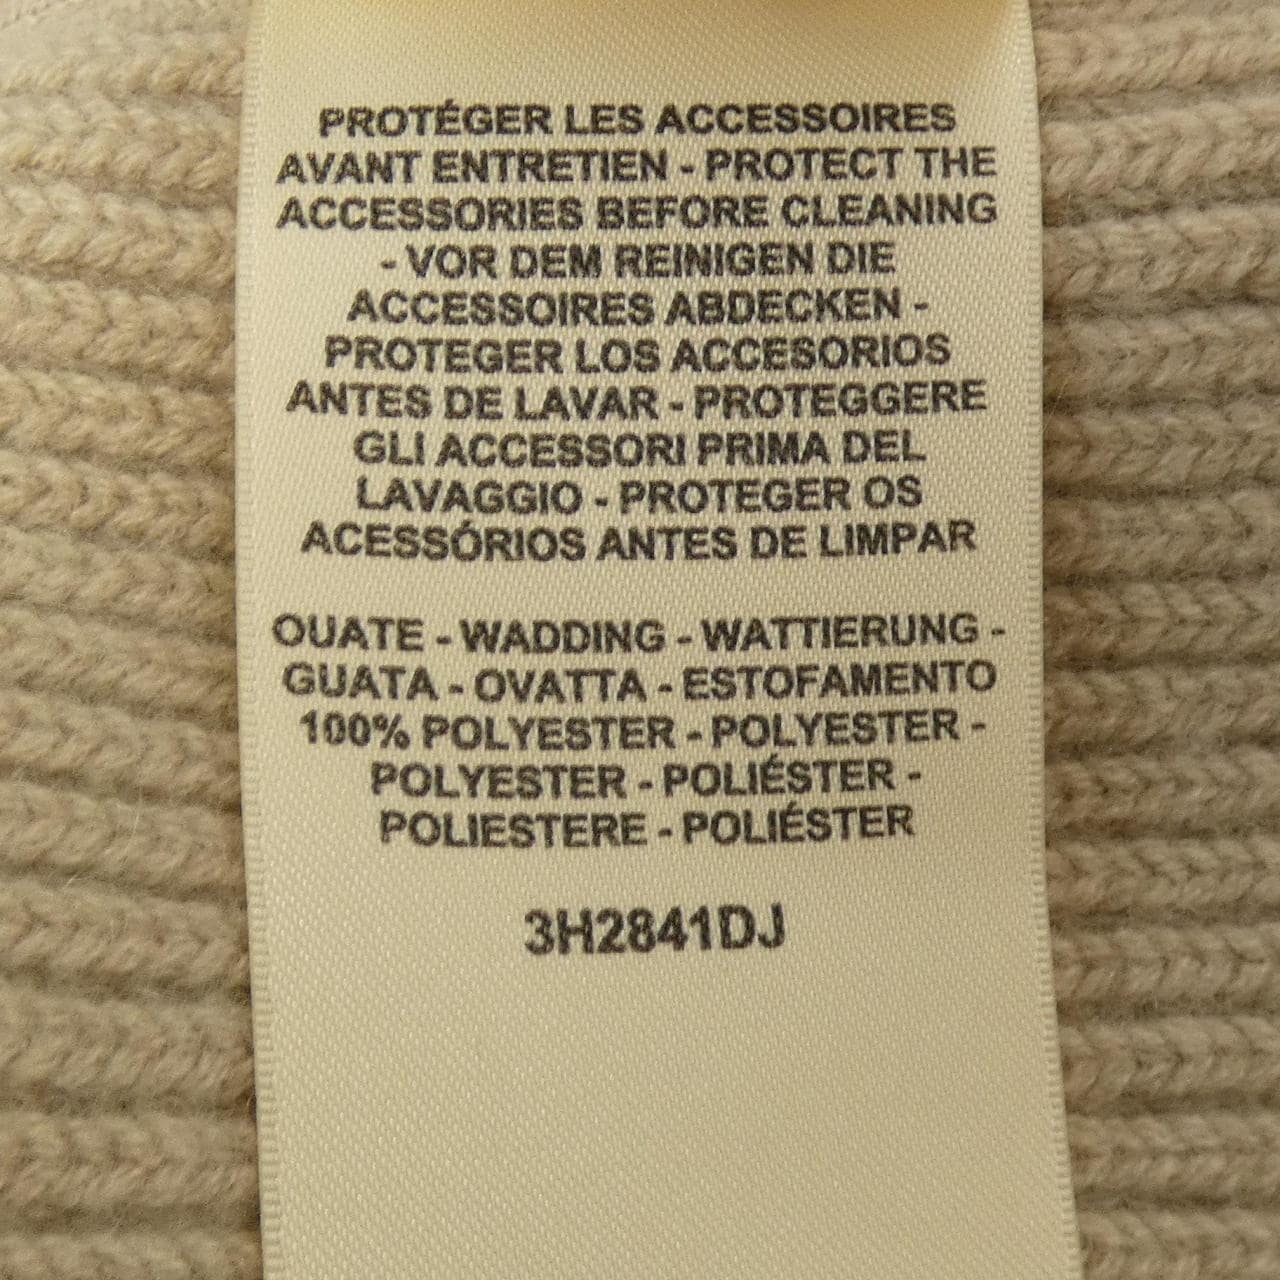 PROTÉGER LES ACCESSOIRES
AVANT ENTRETIEN - PROTECT THE
ACCESSORIES BEFORE CLEANING
- VOR DEM REINIGEN DIE
ACCESSOIRES ABDECKEN -
PROTEGER LOS ACCESORIOS
ANTES DE LAVAR - PROTEGGERE
GLI ACCESSORI PRIMA DEL
LAVAGGIO - PROTEGER OS
ACESSÓRIOS ANTES DE LIMPAR
OUATE - WADDING - WATTIERUNG -
GUATA - OVATTA - ESTOFAMENTO
100% POLYESTER - POLYESTER -
POLYESTER - POLIÉSTER -
POLIESTERE - POLIÉSTER
3H2841DJ